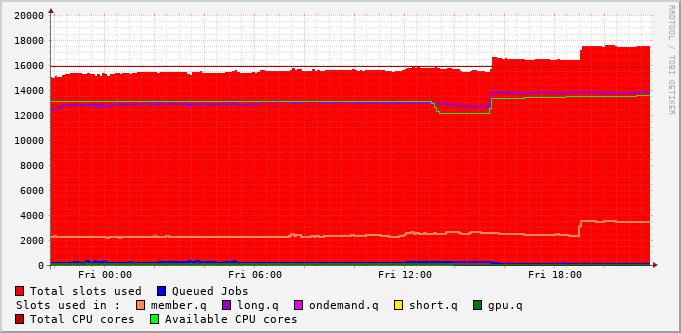 RRDTOOL / TOBI OETIKER
20000
18000
16000
14000
12000
10000
8000
6000
4000
2000
0
Fri 00:00 Fri 06:00 Fri 12:00 Fri 18:00
Total slots used Queued Jobs
Slots used in : member.q long.q ondemand.q short.q gpu.q
Total CPU cores Available CPU cores